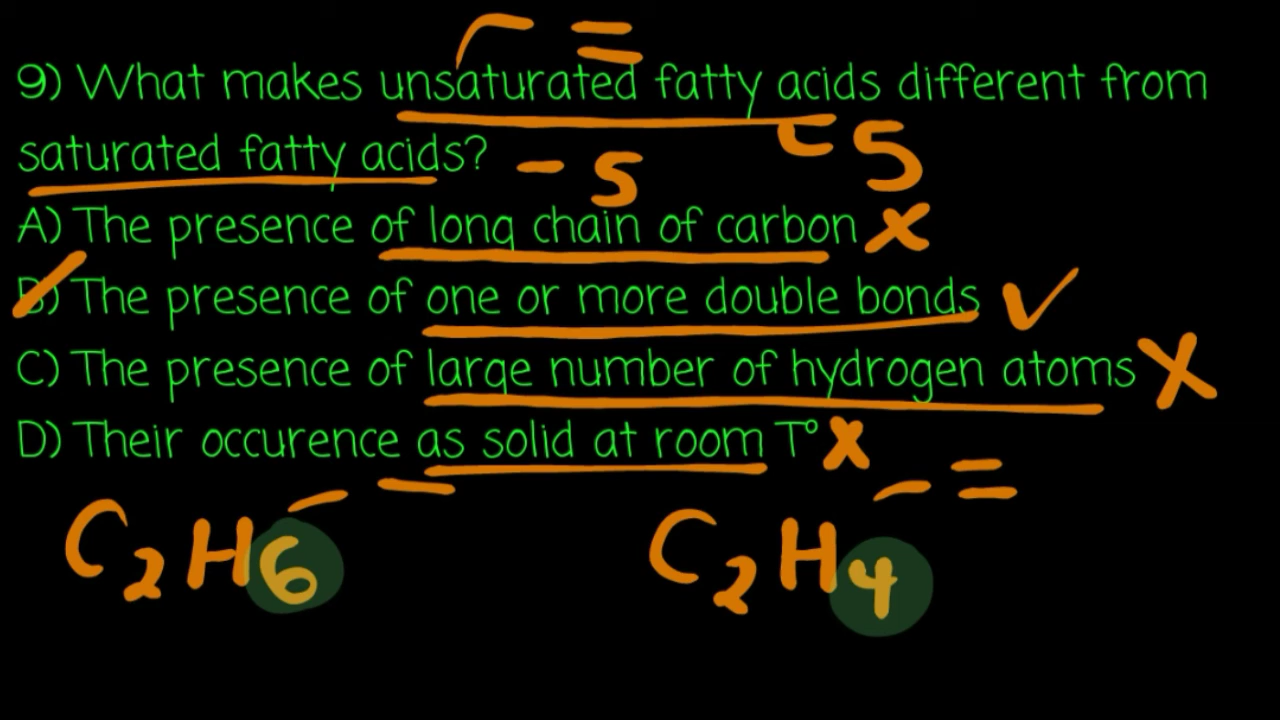 9) What makes unsaturated fatty acids different from
saturated fatty acids? - s 5
A) The presence of long chain of carbon x
B) The presence of one or more double bonds ✓
C) The presence of large number of hydrogen atoms X
D) Their occurence as solid at room T° x
C2H6 C2H4